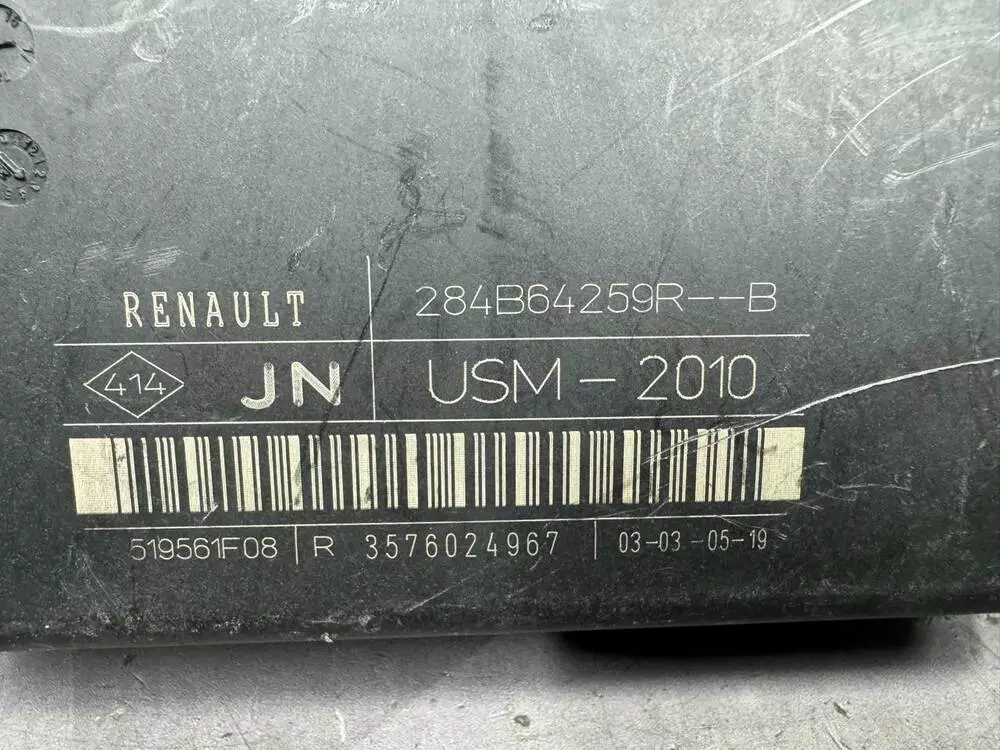 RENAULT 284B64259R--B
414 JN USM-2010
519561F08 R 3576024967 03-03-05-19